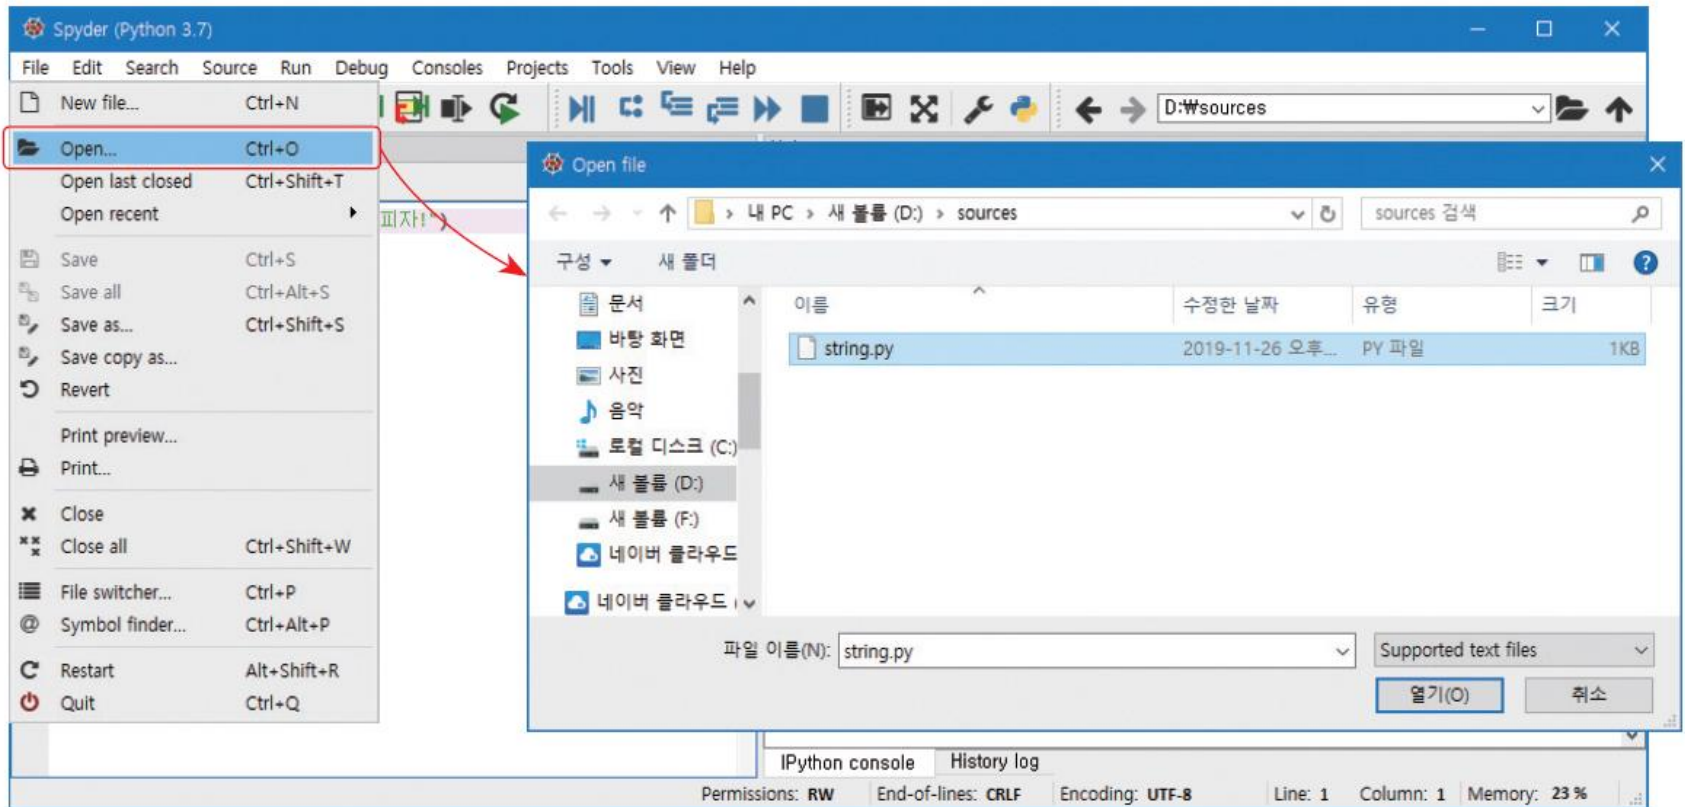 Spyder (Python 3.7)
File Edit Search Source Run Debug Consoles Projects Tools View Help
New file... Ctrl+N
D:₩sources
Open... Ctrl+O
Open last closed Ctrl+Shift+T
Open recent
피자!")
Save Ctrl+S
Save all Ctrl+Alt+S
Save as... Ctrl+Shift+S
Save copy as...
Revert
Print preview...
Print...
Close
Close all Ctrl+Shift+W
File switcher... Ctrl+P
Symbol finder... Ctrl+Alt+P
Restart Alt+Shift+R
Quit Ctrl+Q
Open file
내 PC > 새 볼륨 (D:) > sources
sources 검색
구성 새 폴더
문서
바탕 화면
사진
음악
로컬 디스크 (C:)
새 볼륨 (D:)
새 볼륨 (F:)
네이버 클라우드
네이버 클라우드 (
이름 수정한 날짜 유형 크기
string.py 2019-11-26 오후... PY 파일 1KB
파일 이름(N): string.py Supported text files
열기(O) 취소
IPython console History log
Permissions: RW End-of-lines: CRLF Encoding: UTF-8 Line: 1 Column: 1 Memory: 23 %